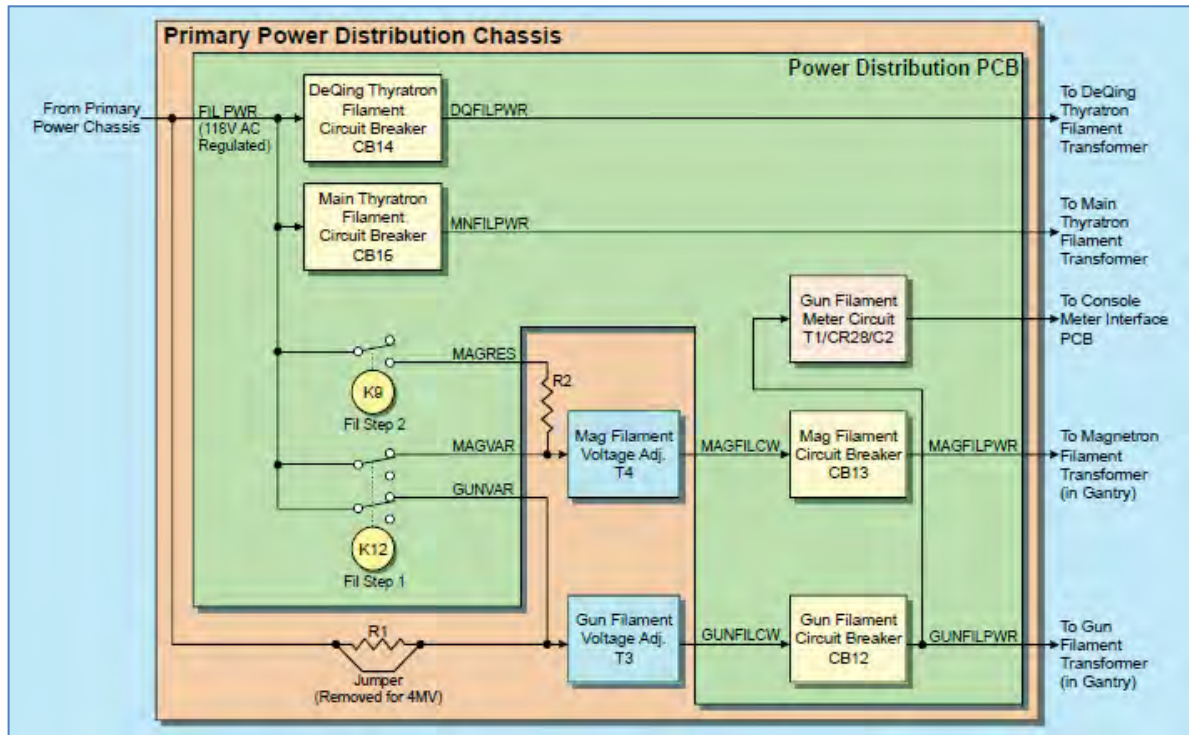 Primary Power Distribution Chassis
Power Distribution PCB
From Primary
Power Chassis
FIL PWR
(118V AC
Regulated)
DeQing Thyratron
Filament
Circuit Breaker
CB14
DQFILPWR
To DeQing
Thyratron
Filament
Transformer
Main Thyratron
Filament
Circuit Breaker
CB16
MNFILPWR
To Main
Thyratron
Filament
Transformer
Gun Filament
Meter Circuit
T1/CR28/C2
To Console
Meter Interface
PCB
MAGRES
R2
K9
Fil Step 2
MAGVAR
Mag Filament
Voltage Adj.
T4
MAGFILCW
Mag Filament
Circuit Breaker
CB13
MAGFILPWR
To Magnetron
Filament
Transformer
(in Gantry)
GUNVAR
K12
Fil Step 1
R1
Jumper
(Removed for 4MV)
Gun Filament
Voltage Adj.
T3
GUNFILCW
Gun Filament
Circuit Breaker
CB12
GUNFILPWR
To Gun
Filament
Transformer
(in Gantry)